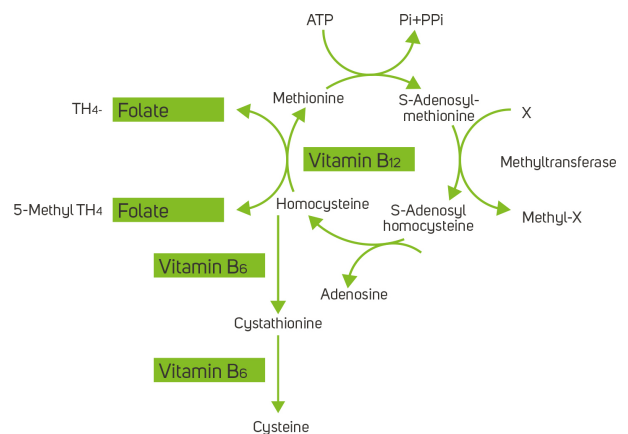 ATP
Pi+PPi
Methionine
S-Adenosyl-
methionine
TH4-
Folate
X
Vitamin B12
Methyltransferase
5-Methyl TH4
Folate
Homocysteine
S-Adenosyl
homocysteine
Methyl-X
Vitamin B6
Adenosine
Cystathionine
Vitamin B6
Cysteine